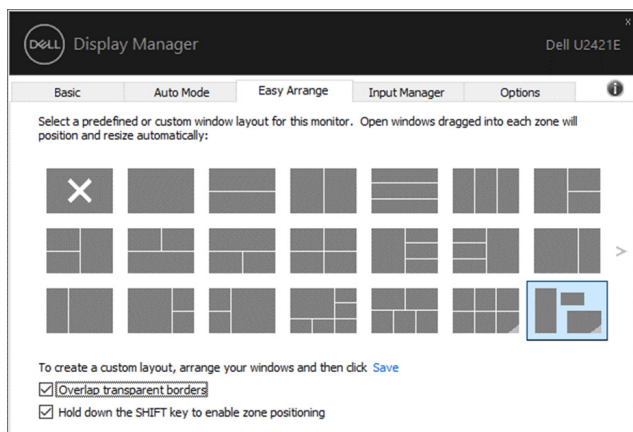 DELL Display Manager
Dell U2421E
Basic Auto Mode Easy Arrange Input Manager Options
Select a predefined or custom window layout for this monitor. Open windows dragged into each zone will
position and resize automatically:
To create a custom layout, arrange your windows and then click Save
Overlap transparent borders
Hold down the SHIFT key to enable zone positioning